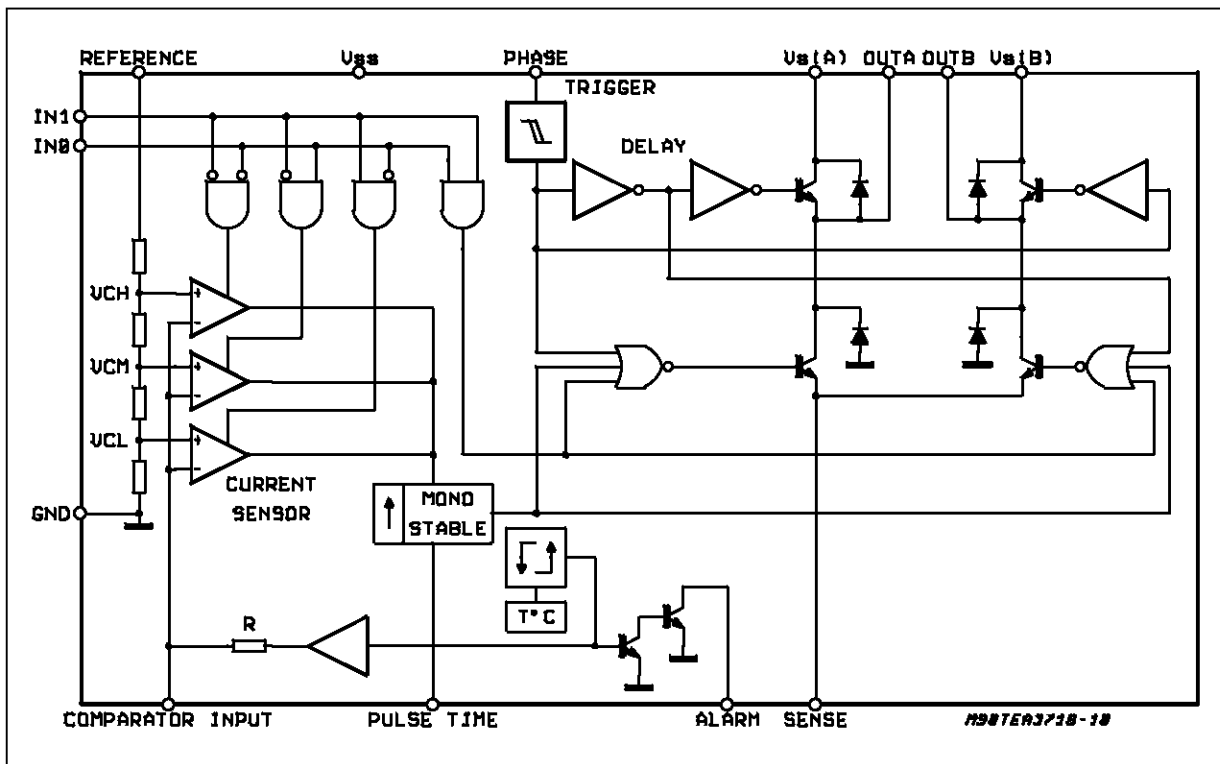 REFERENCE
Vss
PHASE
Vs(A) OUTA OUTB Vs(B)
TRIGGER
IN1
IN0
DELAY
VCH
VCM
VCL
CURRENT
SENSOR
GND
MONO
STABLE
T°C
R
COMPARATOR INPUT
PULSE TIME
ALARM SENSE
M90TEA3718-10